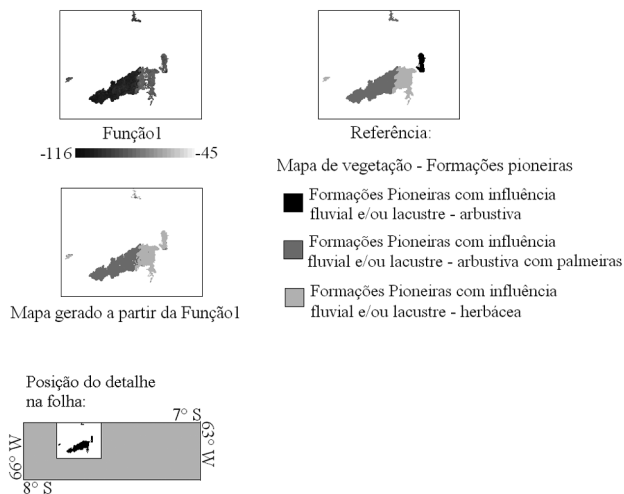 Função1
-116
-45
Referência:
Mapa de vegetação - Formações pioneiras
Formações Pioneiras com influência
fluvial e/ou lacustre - arbustiva
Formações Pioneiras com influência
fluvial e/ou lacustre - arbustiva com palmeiras
Formações Pioneiras com influência
fluvial e/ou lacustre - herbácea
Mapa gerado a partir da Função1
Posição do detalhe
na folha:
7° S
66° W
63° W
8° S